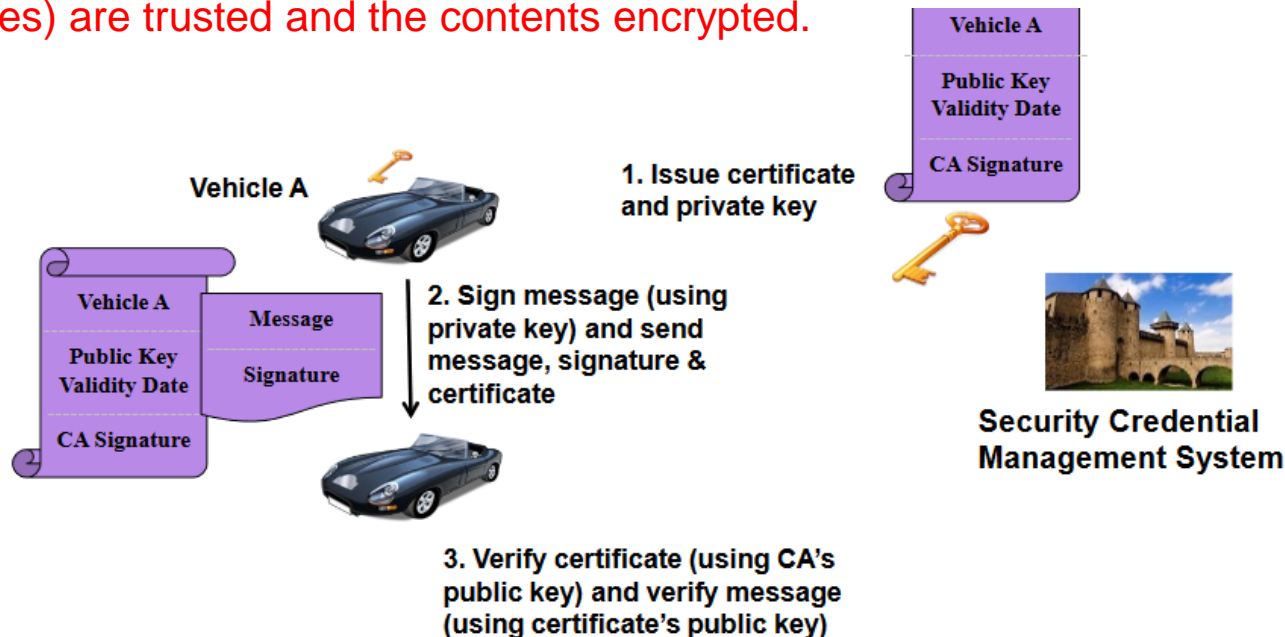 es) are trusted and the contents encrypted.
Vehicle A
Public Key
Validity Date
CA Signature
1. Issue certificate
and private key
Vehicle A
Vehicle A
Public Key
Validity Date
CA Signature
Message
Signature
2. Sign message (using
private key) and send
message, signature &
certificate
Security Credential
Management System
3. Verify certificate (using CA's
public key) and verify message
(using certificate's public key)